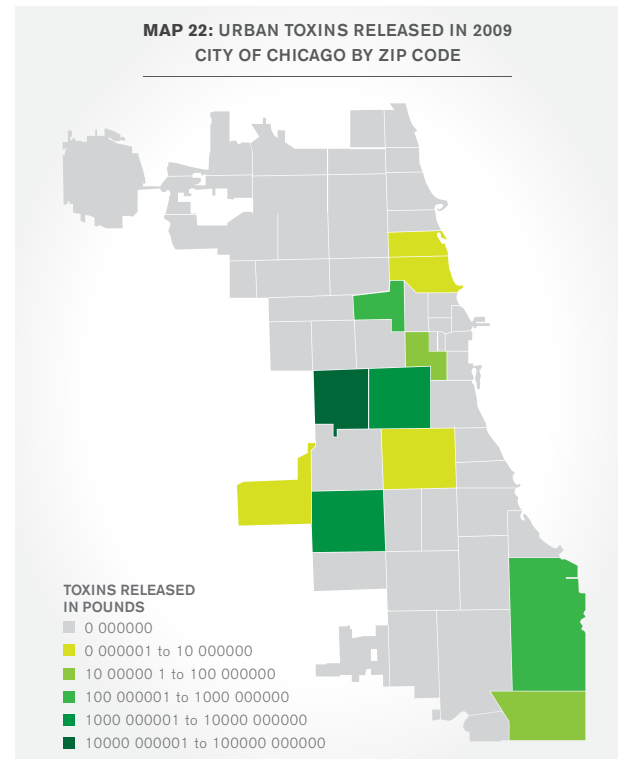 MAP 22: URBAN TOXINS RELEASED IN 2009
CITY OF CHICAGO BY ZIP CODE
TOXINS RELEASED
IN POUNDS
0 000000
0 000001 to 10 000000
10 00000 1 to 100 000000
100 000001 to 1000 000000
1000 000001 to 10000 000000
10000 000001 to 100000 000000